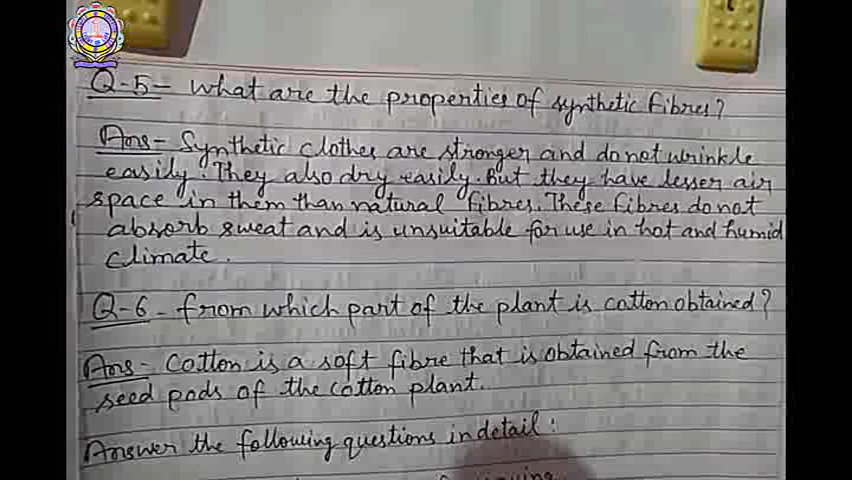 Q-5- What are the properties of synthetic fibres?
Ans- Synthetic clothes are stronger and do not wrinkle
easily. They also dry easily. But they have lesser air
space in them than natural fibres. These fibres do not
absorb sweat and is unsuitable for use in hot and humid
climate.
Q-6- from which part of the plant is cotton obtained?
Ans- Cotton is a soft fibre that is obtained from the
seed pods of the cotton plant.
Answer the following questions in detail: